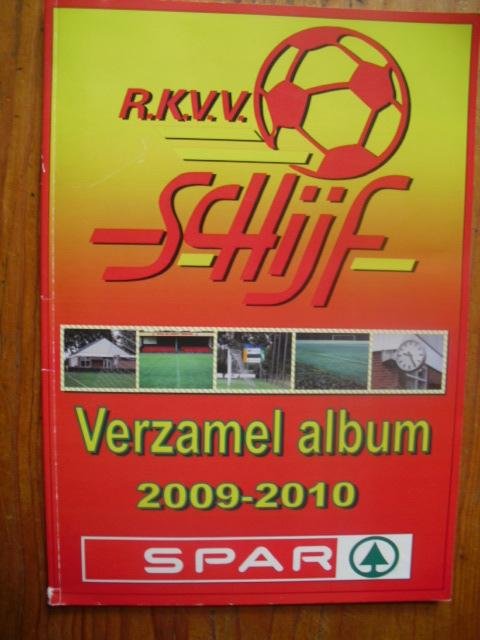 R.K.V.V.
SCHijF
Verzamel album
2009-2010
SPAR